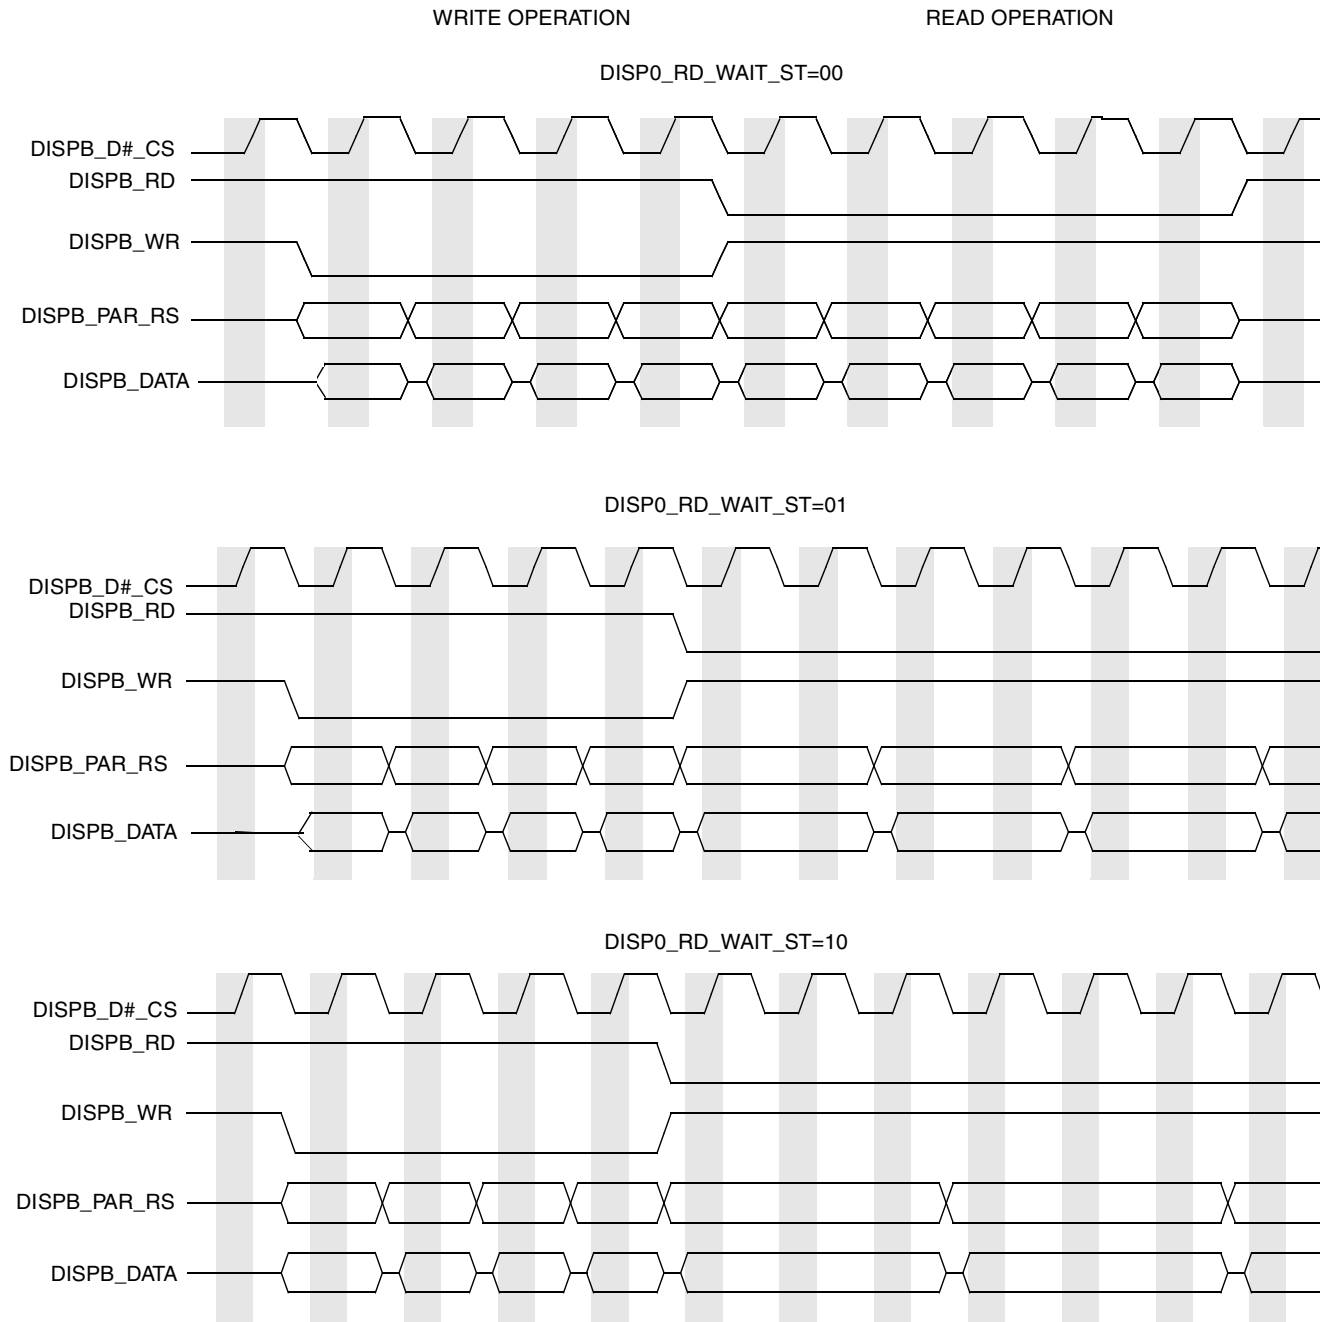 WRITE OPERATION
READ OPERATION
DISP0_RD_WAIT_ST=00
DISPB_D#_CS
DISPB_RD
DISPB_WR
DISPB_PAR_RS
DISPB_DATA
DISP0_RD_WAIT_ST=01
DISPB_D#_CS
DISPB_RD
DISPB_WR
DISPB_PAR_RS
DISPB_DATA
DISP0_RD_WAIT_ST=10
DISPB_D#_CS
DISPB_RD
DISPB_WR
DISPB_PAR_RS
DISPB_DATA